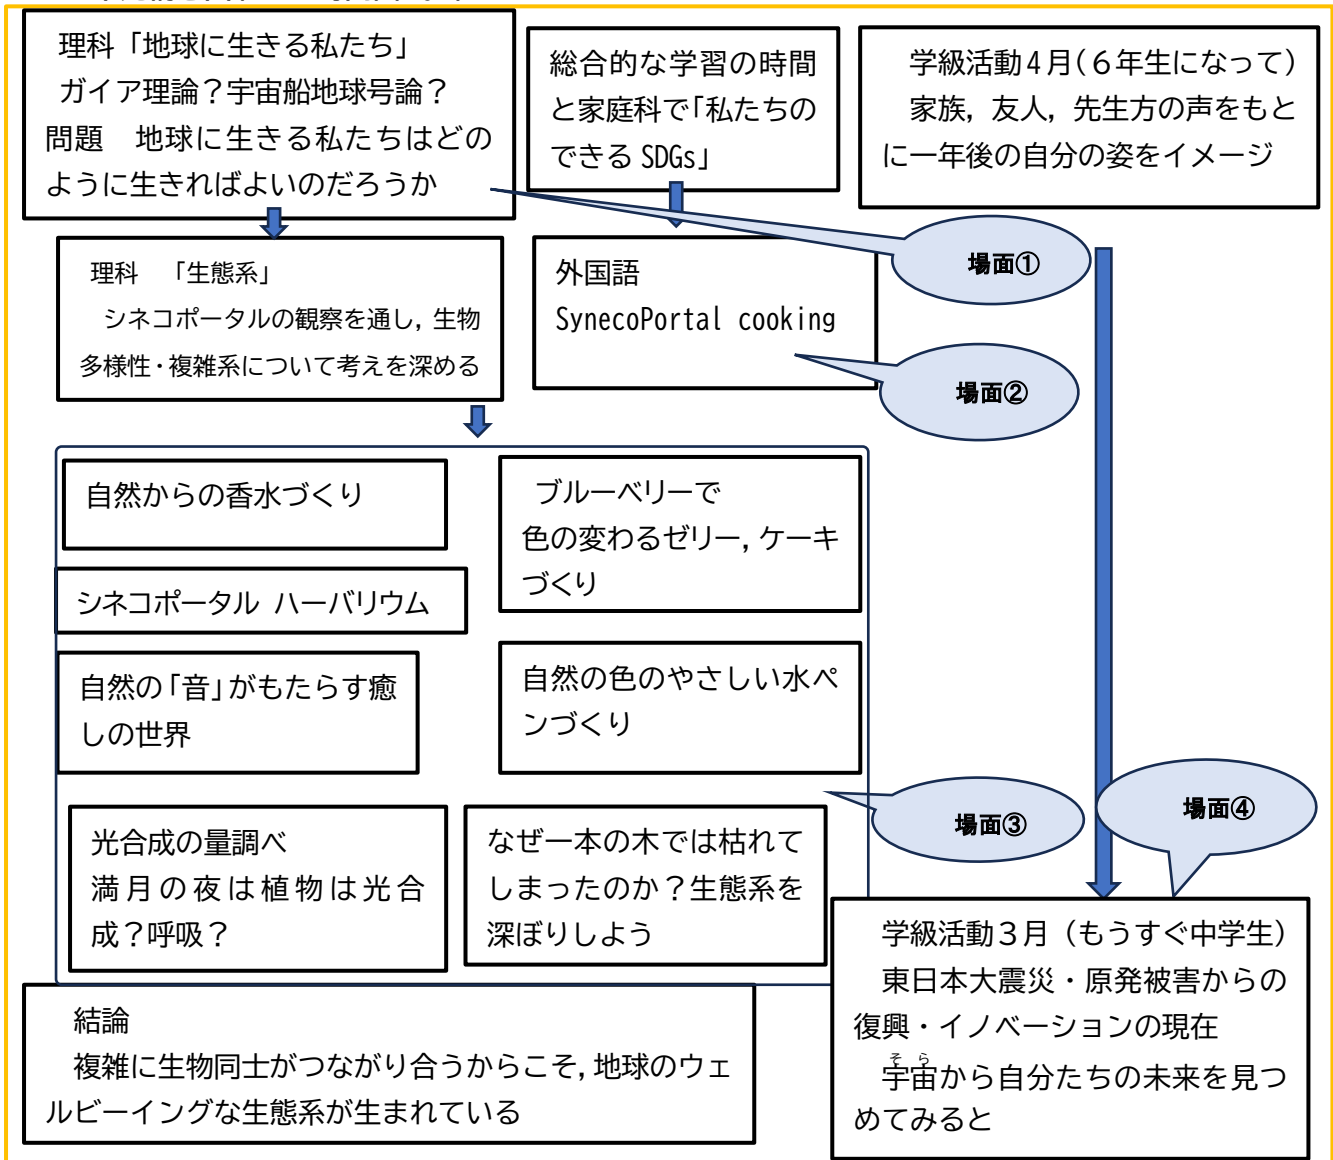 理科「地球に生きる私たち」
ガイア理論？宇宙船地球号論？
問題　地球に生きる私たちはどの
ように生きればよいのだろうか
総合的な学習の時間
と家庭科で「私たちの
できる SDGs」
学級活動4月(６年生になって)
家族，友人，先生方の声をもと
に一年後の自分の姿をイメージ
場面①
理科　「生態系」
シネコポータルの観察を通し，生物
多様性・複雑系について考えを深める
外国語
SynecoPortal cooking
場面②
自然からの香水づくり
ブルーベリーで
色の変わるゼリー，ケーキ
づくり
シネコポータル ハーバリウム
自然の「音」がもたらす癒
しの世界
自然の色のやさしい水ペ
ンづくり
光合成の量調べ
満月の夜は植物は光合
成？呼吸？
なぜ一本の木では枯れて
しまったのか？生態系を
深ぼりしよう
場面③
場面④
結論
複雑に生物同士がつながり合うからこそ，地球のウェ
ルビーイングな生態系が生まれている
学級活動３月（もうすぐ中学生）
東日本大震災・原発被害からの
復興・イノベーションの現在
そら
宇宙から自分たちの未来を見つ
めてみると